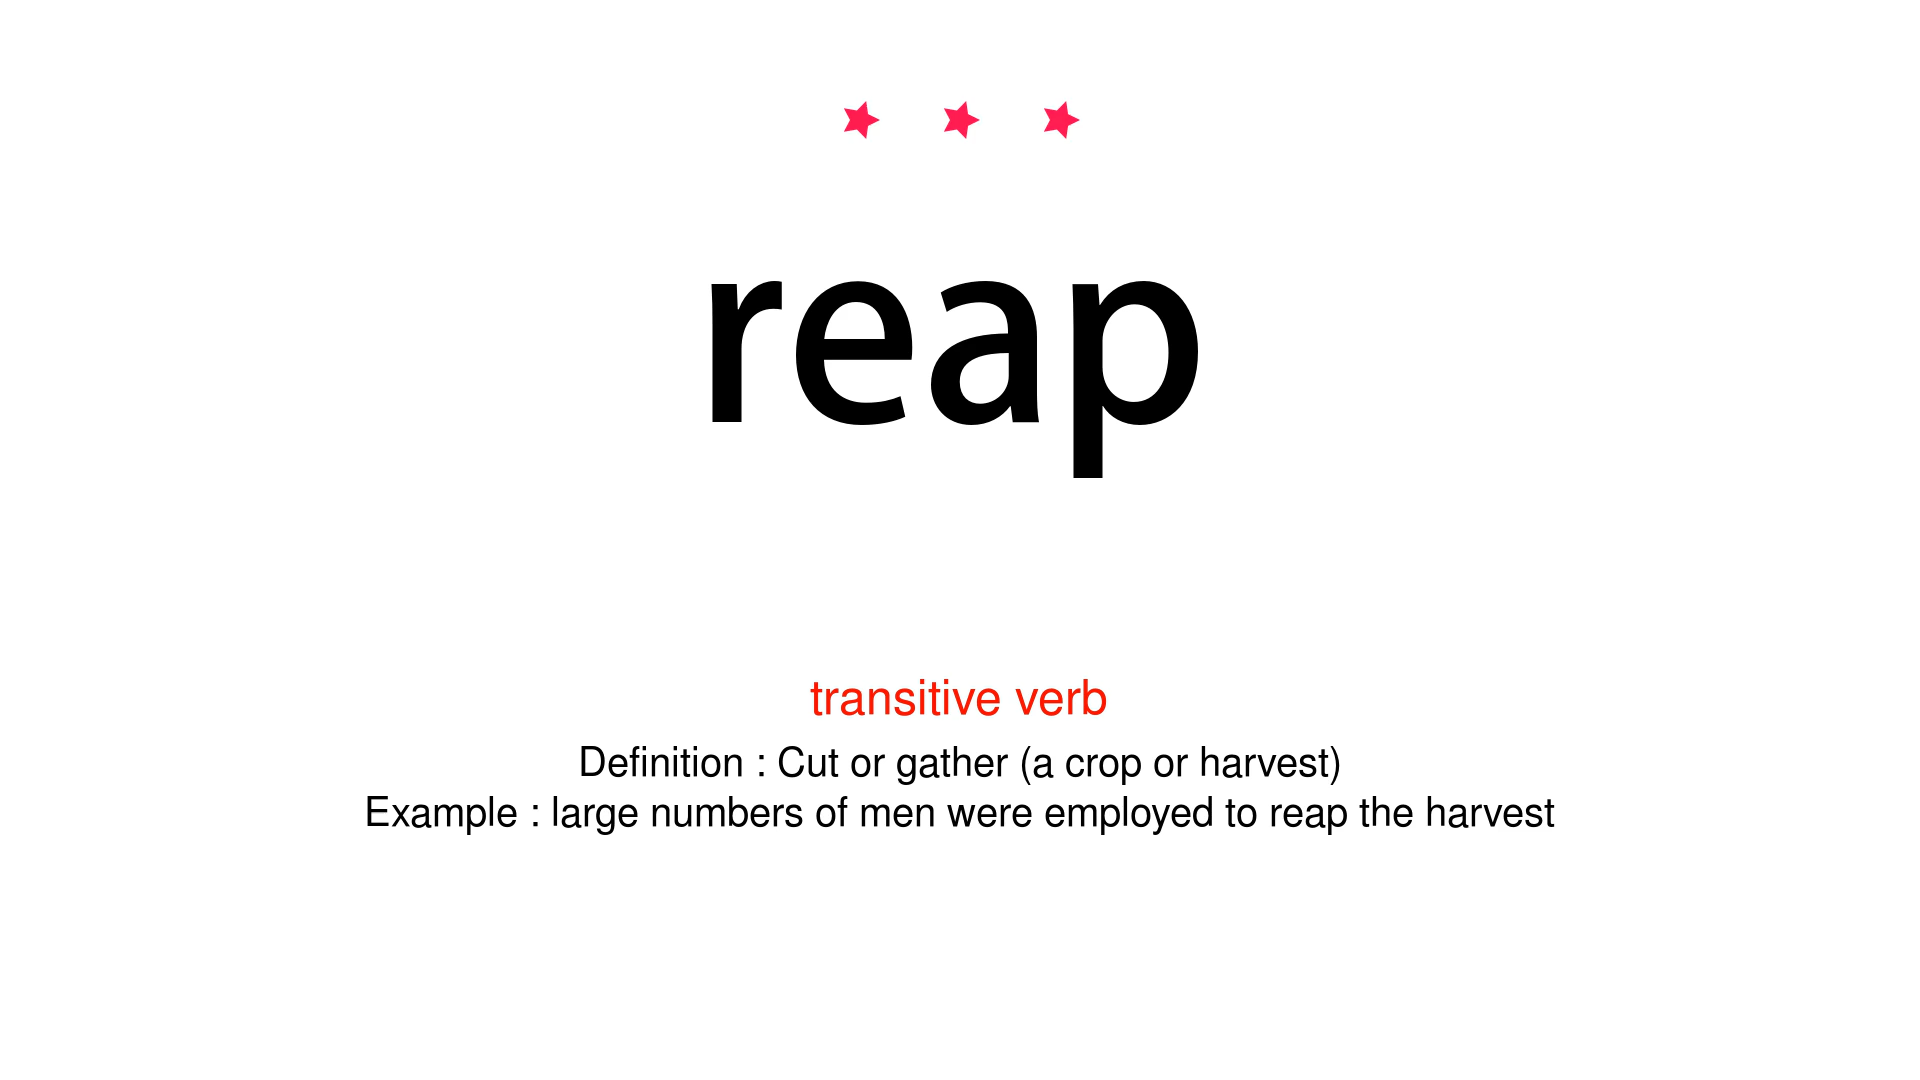 reap
transitive verb
Definition : Cut or gather (a crop or harvest)
Example : large numbers of men were employed to reap the harvest